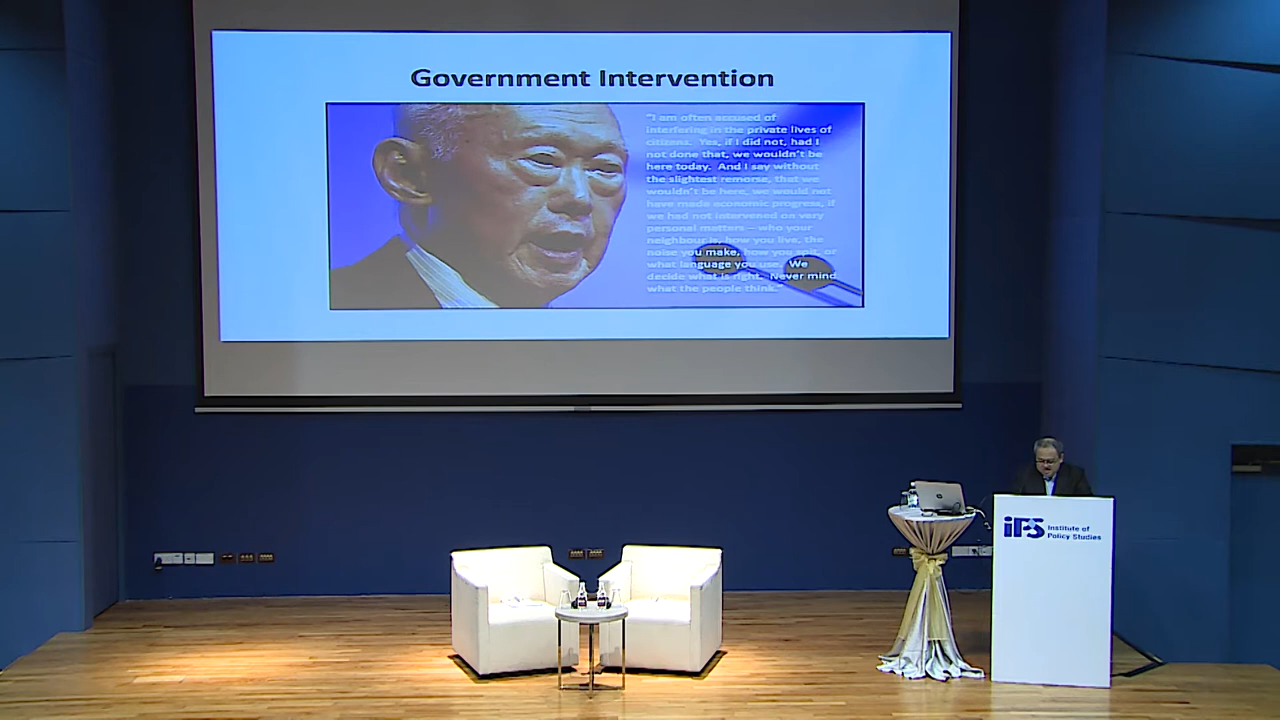 Government Intervention
"I am often accused of
interfering in the private lives of
citizens. Yes, if I did not, had I
not done that, we wouldn't be
here today. And I say without
the slightest remorse, that we
wouldn't be here, we would not
have made economic progress, if
we had not intervened on very
personal matters – who your
neighbour is, how you live, the
noise you make, how you spit, or
what language you use. We
decide what is right. Never mind
what the people think."
iPS
Institute of
Policy Studies